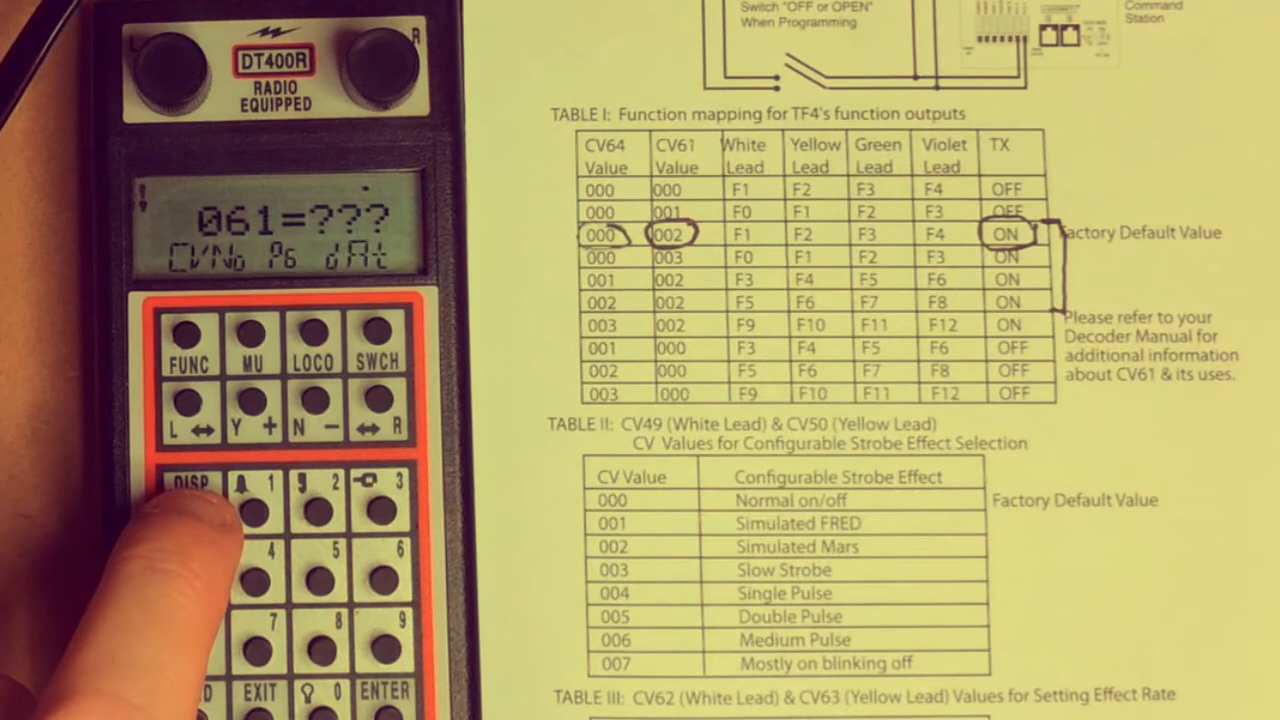 L
R
DT400R
RADIO
EQUIPPED
061=???
CVNo Pg dAt
FUNC MU LOCO SWCH
L Y + N - R
DISP 1 2 3
4 5 6
7 8 9
EXIT 0 ENTER
Switch "OFF or OPEN"
When Programming
Command
Station
TABLE I: Function mapping for TF4's function outputs
CV64 Value CV61 Value White Lead Yellow Lead Green Lead Violet Lead TX
000 000 F1 F2 F3 F4 OFF
000 001 F0 F1 F2 F3 OFF
000 002 F1 F2 F3 F4 ON Factory Default Value
000 003 F0 F1 F2 F3 ON
001 002 F3 F4 F5 F6 ON
002 002 F5 F6 F7 F8 ON
003 002 F9 F10 F11 F12 ON
001 000 F3 F4 F5 F6 OFF
002 000 F5 F6 F7 F8 OFF
003 000 F9 F10 F11 F12 OFF
Please refer to your
Decoder Manual for
additional information
about CV61 & its uses.
TABLE II: CV49 (White Lead) & CV50 (Yellow Lead)
CV Values for Configurable Strobe Effect Selection
CV Value Configurable Strobe Effect
000 Normal on/off Factory Default Value
001 Simulated FRED
002 Simulated Mars
003 Slow Strobe
004 Single Pulse
005 Double Pulse
006 Medium Pulse
007 Mostly on blinking off
TABLE III: CV62 (White Lead) & CV63 (Yellow Lead) Values for Setting Effect Rate